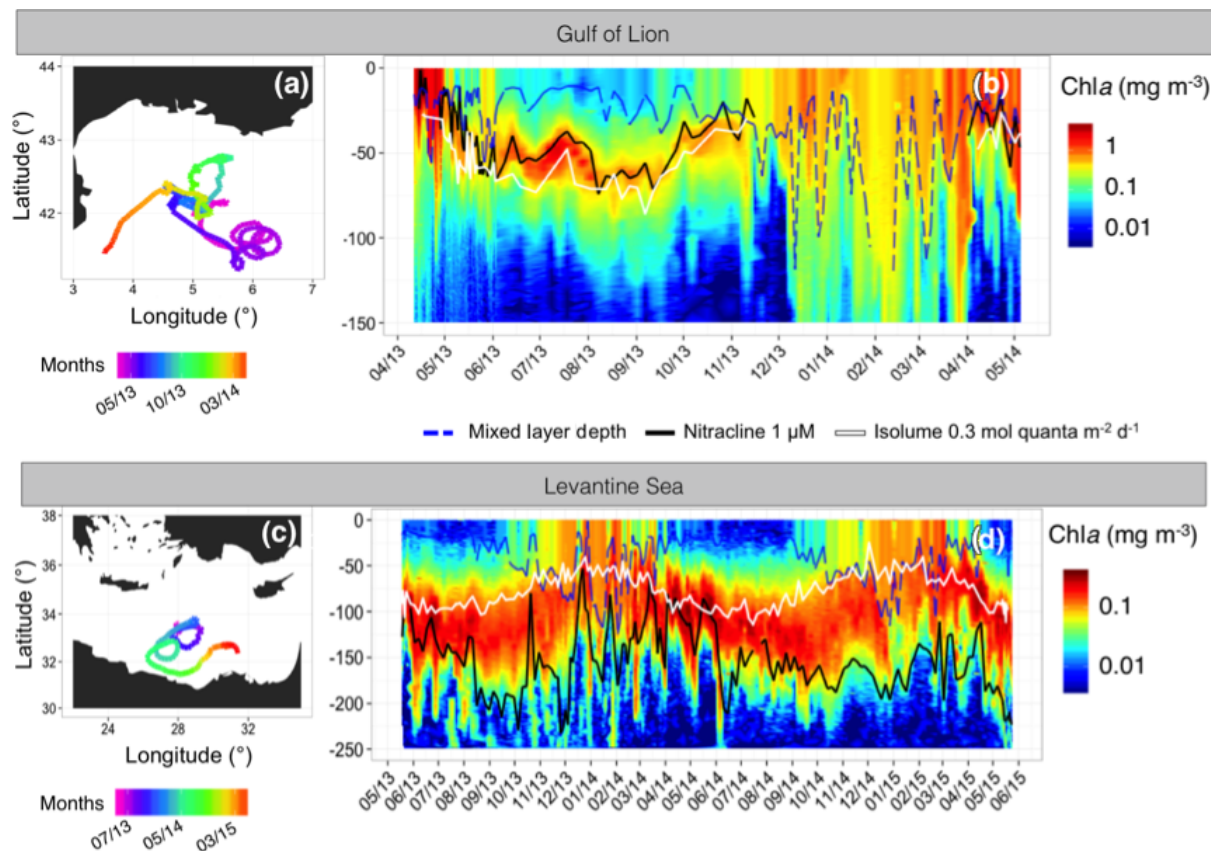 Gulf of Lion
(a)
44
43
42
Latitude (°)
3 4 5 6 7
Longitude (°)
Months
05/13 10/13 03/14
(b)
0
-50
-100
-150
04/13 05/13 06/13 07/13 08/13 09/13 10/13 11/13 12/13 01/14 02/14 03/14 04/14 05/14
Chla (mg m-3)
1
0.1
0.01
Mixed layer depth Nitracline 1 µM Isolume 0.3 mol quanta m-2 d-1
Levantine Sea
(c)
38
36
34
32
30
Latitude (°)
24 28 32
Longitude (°)
Months
07/13 05/14 03/15
(d)
0
-50
-100
-150
-200
-250
05/13 06/13 07/13 08/13 09/13 10/13 11/13 12/13 01/14 02/14 03/14 04/14 05/14 06/14 07/14 08/14 09/14 10/14 11/14 12/14 01/15 02/15 03/15 04/15 05/15 06/15
Chla (mg m-3)
0.1
0.01